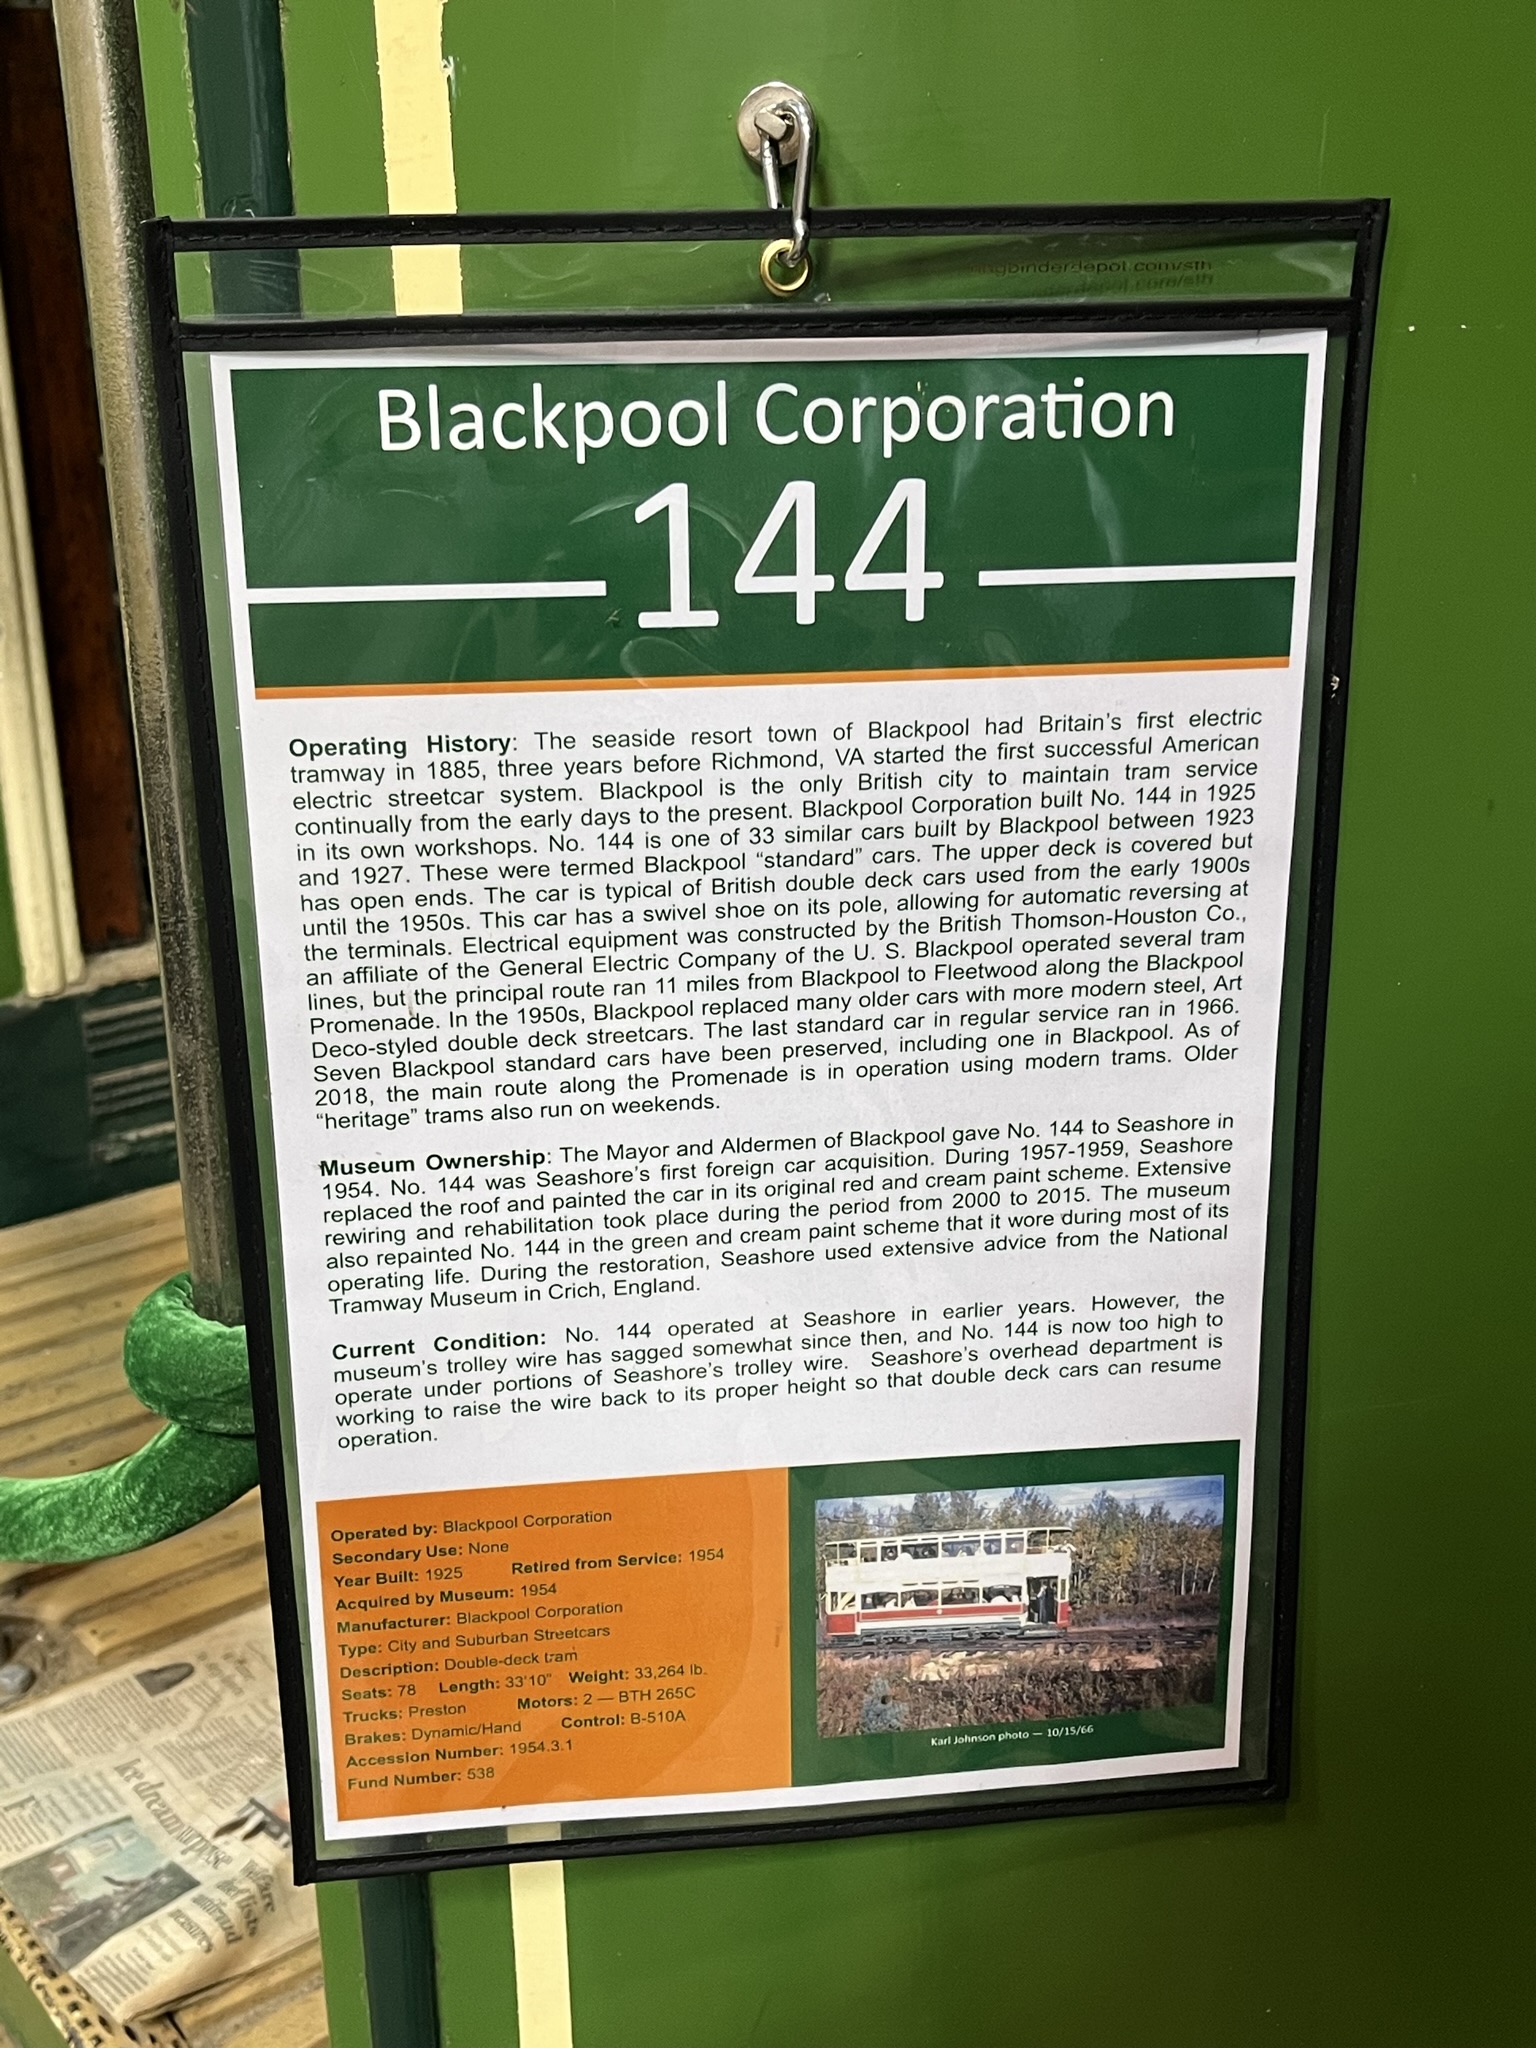 ngbinderdepot.com/sth
Blackpool Corporation
144
Operating History: The seaside resort town of Blackpool had Britain's first electric
tramway in 1885, three years before Richmond, VA started the first successful American
electric streetcar system. Blackpool is the only British city to maintain tram service
continually from the early days to the present. Blackpool Corporation built No. 144 in 1925
in its own workshops. No. 144 is one of 33 similar cars built by Blackpool between 1923
and 1927. These were termed Blackpool “standard” cars. The upper deck is covered but
has open ends. The car is typical of British double deck cars used from the early 1900s
until the 1950s. This car has a swivel shoe on its pole, allowing for automatic reversing at
the terminals. Electrical equipment was constructed by the British Thomson-Houston Co.,
an affiliate of the General Electric Company of the U. S. Blackpool operated several tram
lines, but the principal route ran 11 miles from Blackpool to Fleetwood along the Blackpool
Promenade. In the 1950s, Blackpool replaced many older cars with more modern steel, Art
Deco-styled double deck streetcars. The last standard car in regular service ran in 1966.
Seven Blackpool standard cars have been preserved, including one in Blackpool. As of
2018, the main route along the Promenade is in operation using modern trams. Older
“heritage” trams also run on weekends.
Museum Ownership: The Mayor and Aldermen of Blackpool gave No. 144 to Seashore in
1954. No. 144 was Seashore's first foreign car acquisition. During 1957-1959, Seashore
replaced the roof and painted the car in its original red and cream paint scheme. Extensive
rewiring and rehabilitation took place during the period from 2000 to 2015. The museum
also repainted No. 144 in the green and cream paint scheme that it wore during most of its
operating life. During the restoration, Seashore used extensive advice from the National
Tramway Museum in Crich, England.
Current Condition: No. 144 operated at Seashore in earlier years. However, the
museum's trolley wire has sagged somewhat since then, and No. 144 is now too high to
operate under portions of Seashore's trolley wire. Seashore's overhead department is
working to raise the wire back to its proper height so that double deck cars can resume
operation.
Operated by: Blackpool Corporation
Secondary Use: None
Year Built: 1925 Retired from Service: 1954
Acquired by Museum: 1954
Manufacturer: Blackpool Corporation
Type: City and Suburban Streetcars
Description: Double-deck tram
Seats: 78 Length: 33'10" Weight: 33,264 lb.
Trucks: Preston Motors: 2 — BTH 265C
Brakes: Dynamic/Hand Control: B-510A
Accession Number: 1954.3.1
Fund Number: 538
Karl Johnson photo — 10/15/66